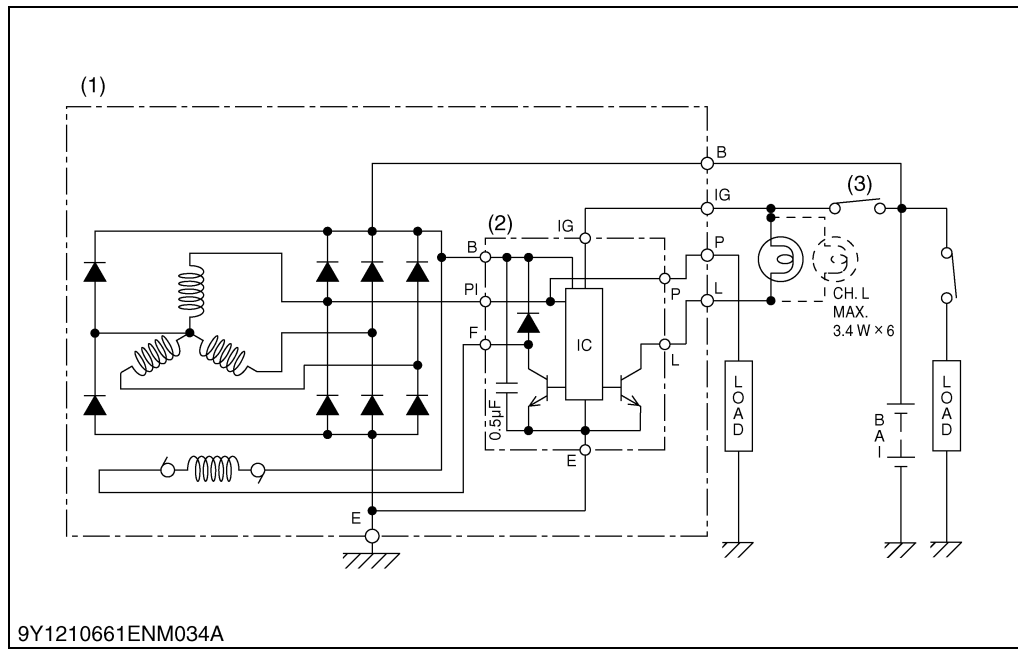 (1)
B
(3)
IG
(2)
IG
P
B
L
P
PI
CH. L
MAX.
3.4 W × 6
F
IC
L
LOAD
LOAD
BAT
0.5µF
E
E
9Y1210661ENM034A